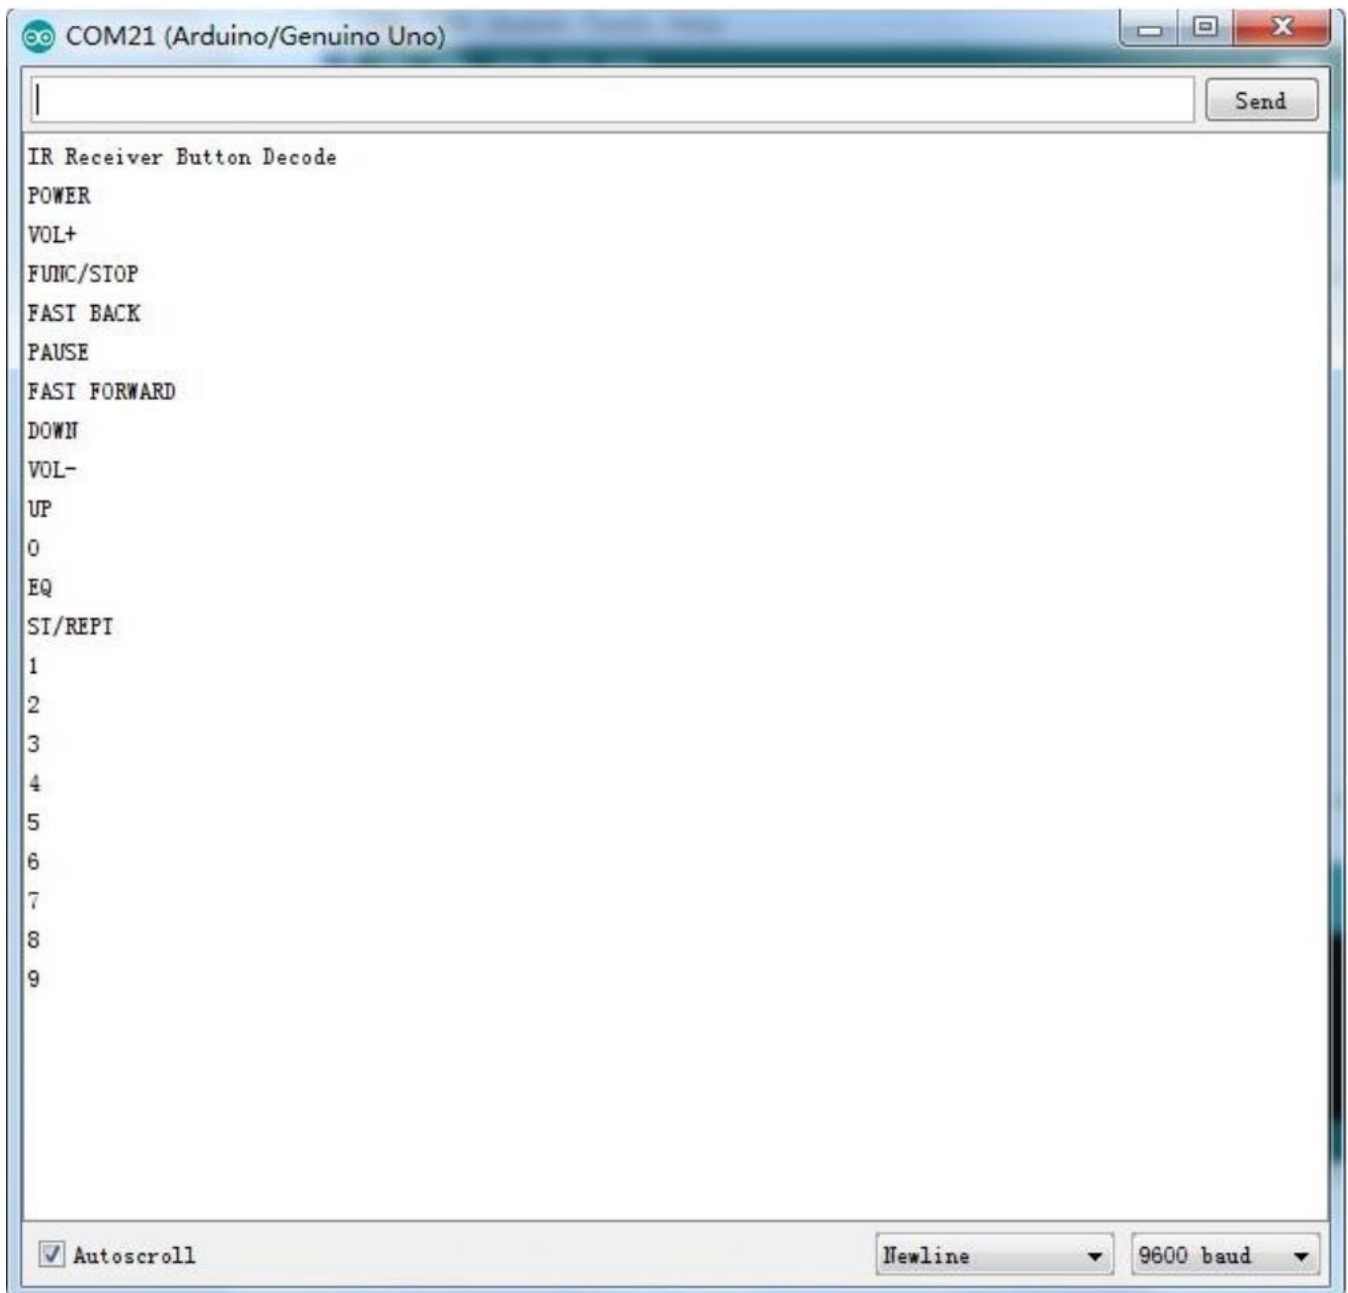 COM21 (Arduino/Genuino Uno)
Send
IR Receiver Button Decode
POWER
VOL+
FUNC/STOP
FAST BACK
PAUSE
FAST FORWARD
DOWN
VOL-
UP
0
EQ
ST/REPT
1
2
3
4
5
6
7
8
9
Autoscroll
Newline
9600 baud